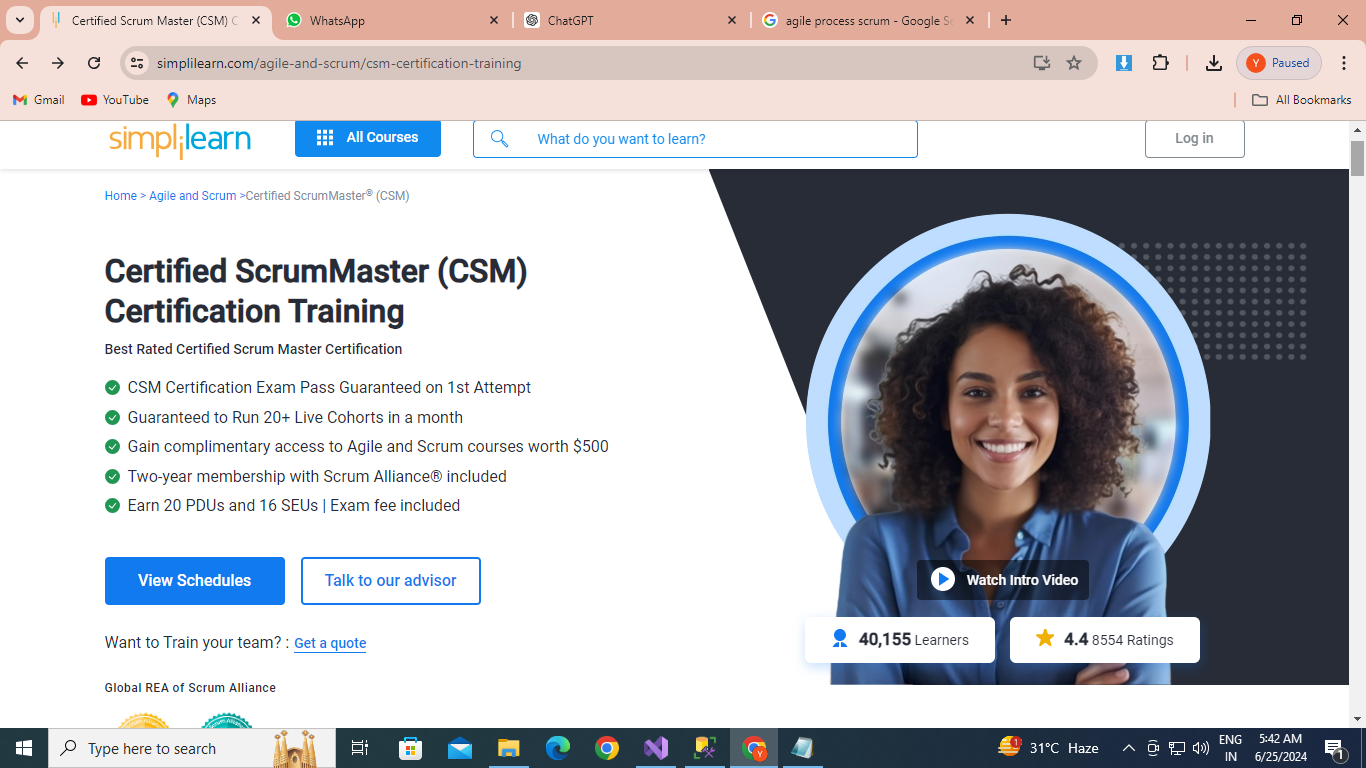 Certified Scrum Master (CSM) C
WhatsApp
ChatGPT
agile process scrum - Google Se
simplilearn.com/agile-and-scrum/csm-certification-training
Y Paused
Gmail
YouTube
Maps
All Bookmarks
simplilearn
All Courses
What do you want to learn?
Log in
Home > Agile and Scrum >Certified ScrumMaster® (CSM)
Certified ScrumMaster (CSM)
Certification Training
Best Rated Certified Scrum Master Certification
CSM Certification Exam Pass Guaranteed on 1st Attempt
Guaranteed to Run 20+ Live Cohorts in a month
Gain complimentary access to Agile and Scrum courses worth $500
Two-year membership with Scrum Alliance® included
Earn 20 PDUs and 16 SEUs | Exam fee included
View Schedules
Talk to our advisor
Watch Intro Video
40,155 Learners
4.4 8554 Ratings
Want to Train your team? : Get a quote
Global REA of Scrum Alliance
Type here to search
Y
1
31°C Haze
ENG
IN
5:42 AM
6/25/2024
1